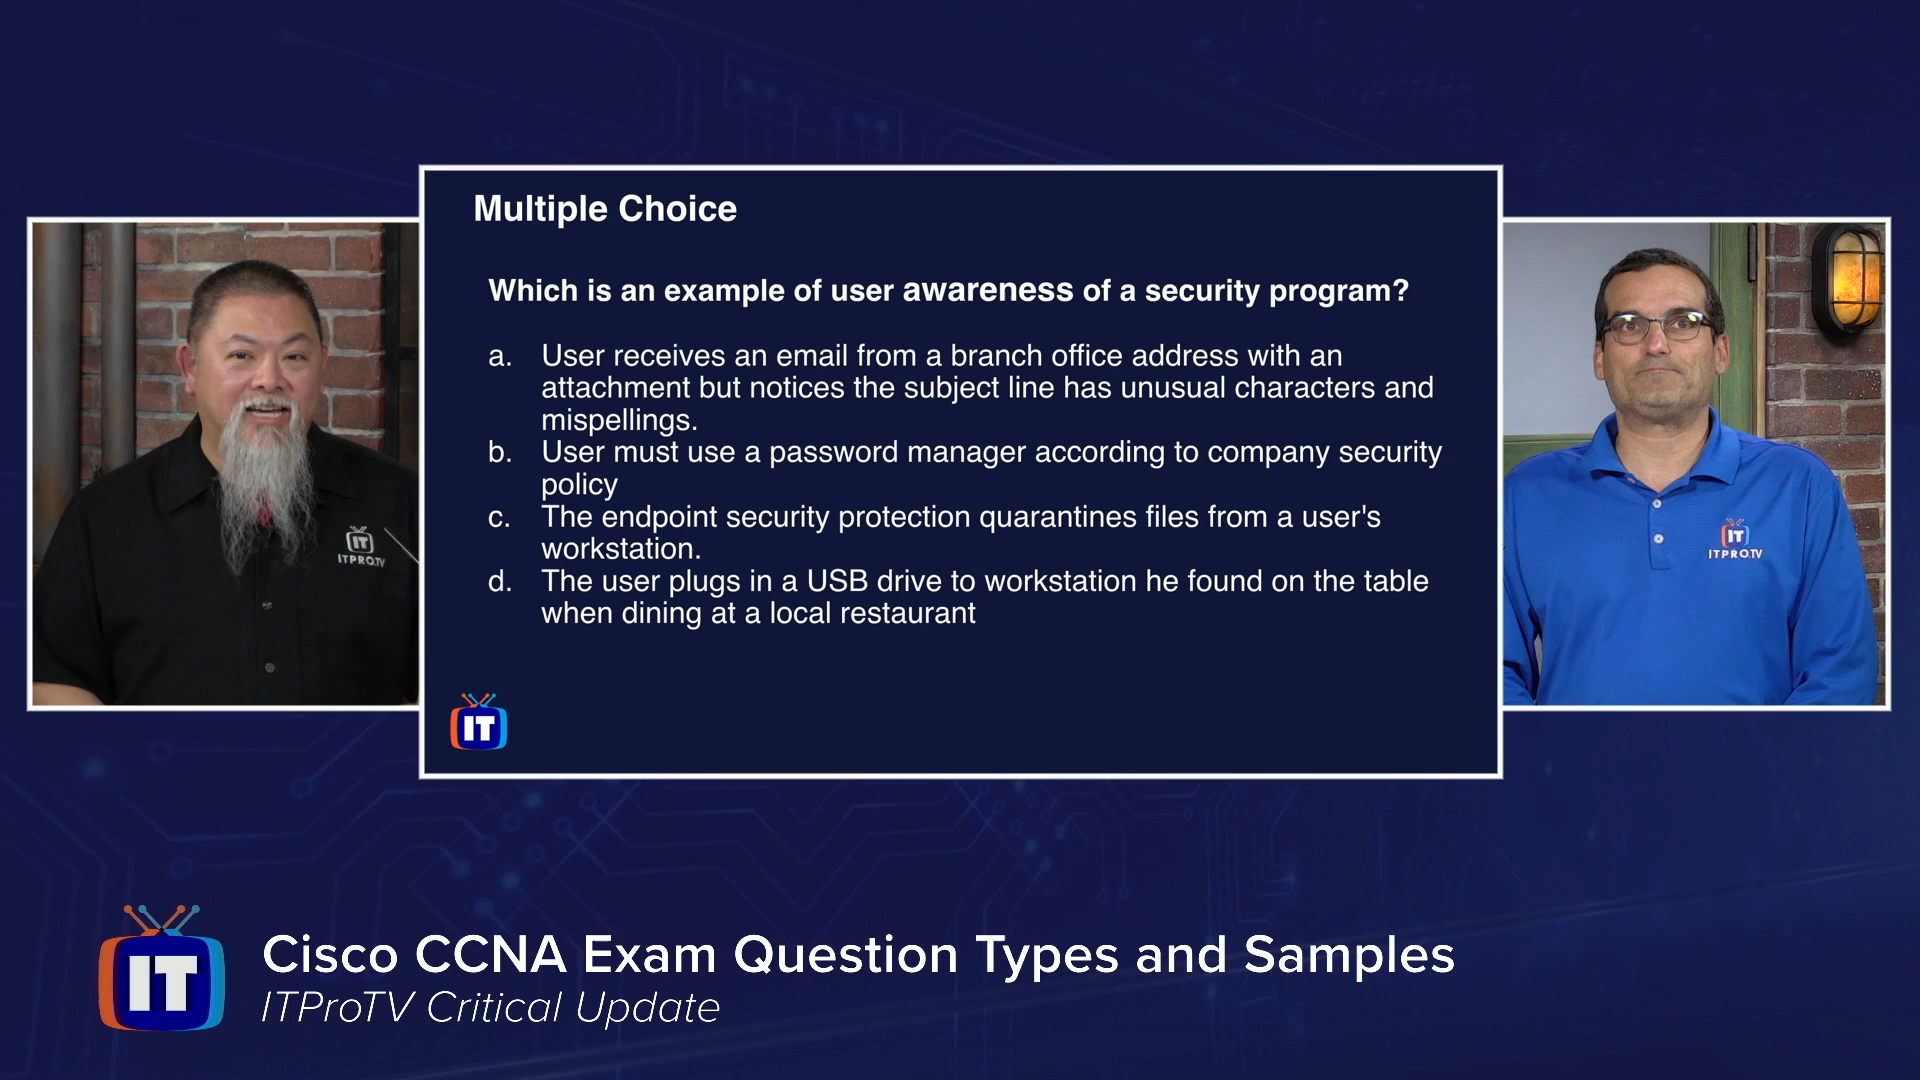 Multiple Choice
Which is an example of user awareness of a security program?
a. User receives an email from a branch office address with an
attachment but notices the subject line has unusual characters and
mispellings.
b. User must use a password manager according to company security
policy
c. The endpoint security protection quarantines files from a user's
workstation.
d. The user plugs in a USB drive to workstation he found on the table
when dining at a local restaurant
IT
IT
ITPRO.TV
IT
ITPRO.TV
IT
Cisco CCNA Exam Question Types and Samples
ITProTV Critical Update